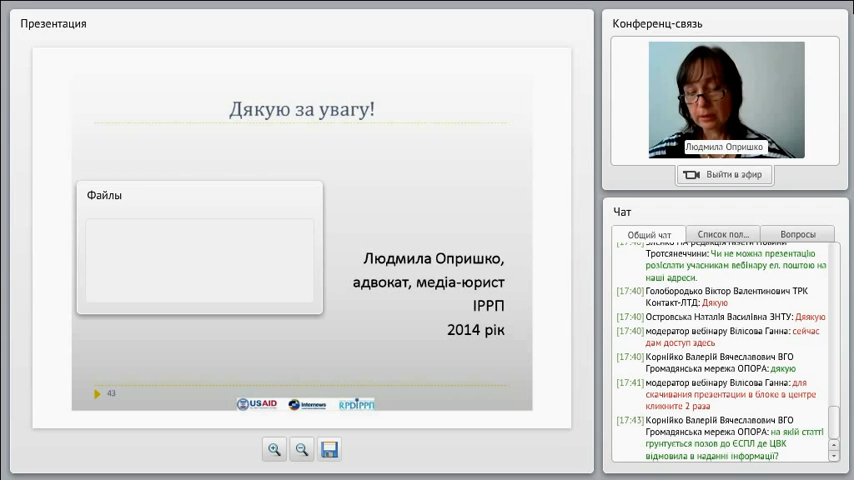 Презентация
Дякую за увагу!
Файлы
Людмила Опришко,
адвокат, медіа-юрист
ІРРП
2014 рік
43
USAID
Internews
Конференц-связь
Людмила Опришко
Выйти в эфир
Чат
Общий чат
Список пол...
Вопросы
Тротсянеччини: Чи не можна презентацію
розіслати учасникам вебінару ел. поштою на
наші адреси.
[17:40] Голобородько Віктор Валентинович ТРК
Контакт-ЛТД: Дякую
[17:40] Островська Наталія Василівна ЗНТУ: Дяякую
[17:40] модератор вебінару Вілісова Ганна: сейчас
дам доступ здесь
[17:40] Корнійко Валерій Вячеславович ВГО
Громадянська мережа ОПОРА: дякую
[17:41] модератор вебінару Вілісова Ганна: для
скачивания презентации в блоке в центре
кликните 2 раза
[17:43] Корнійко Валерій Вячеславович ВГО
Громадянська мережа ОПОРА: на якій статті
грунтується позов до ЄСПЛ де ЦВК
відмовила в наданні інформації?